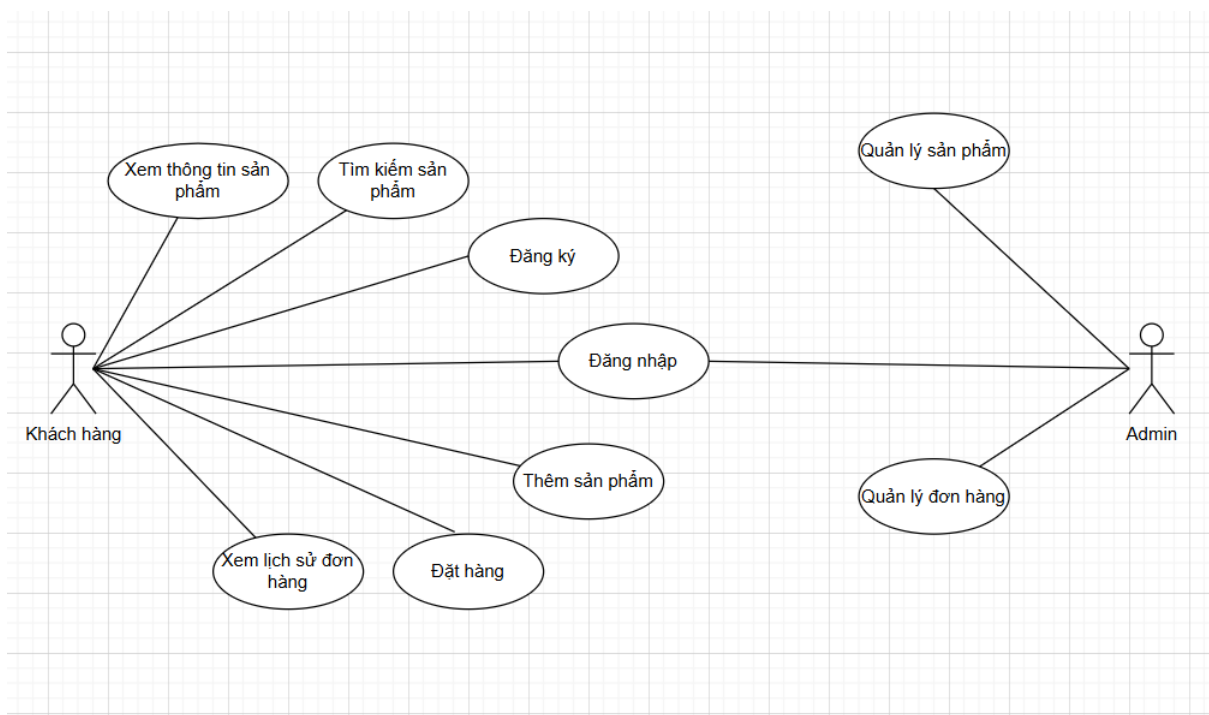 Xem thông tin sản
phẩm
Tìm kiếm sản
phẩm
Quản lý sản phẩm
Đăng ký
Đăng nhập
Khách hàng
Admin
Thêm sản phẩm
Quản lý đơn hàng
Xem lịch sử đơn
hàng
Đặt hàng